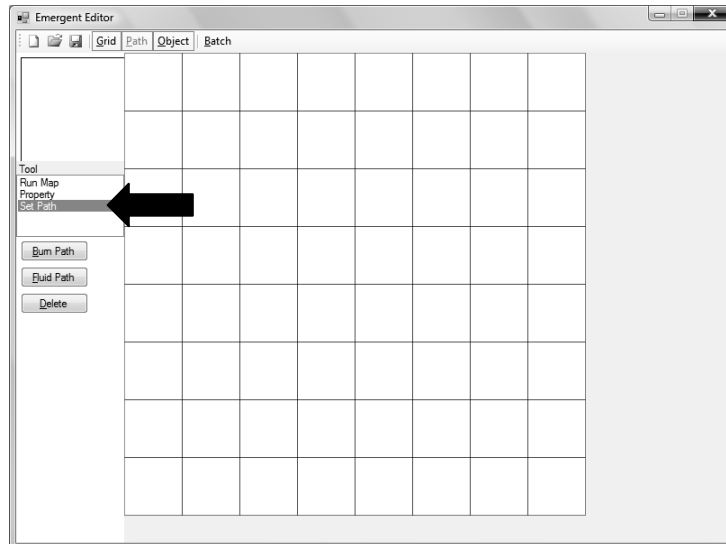 Emergent Editor
Grid Path Object Batch
Tool
Run Map
Property
Set Path
Burn Path
Fluid Path
Delete